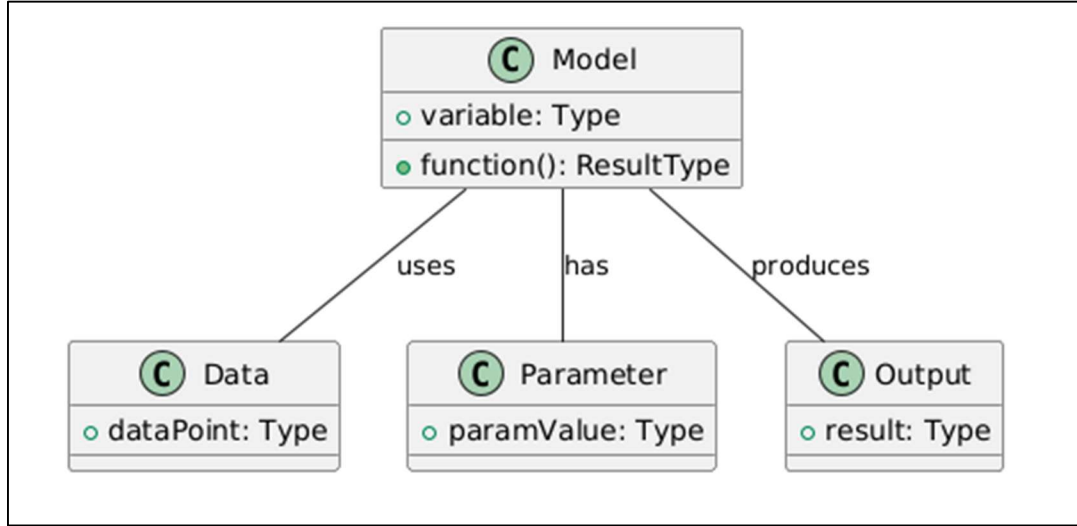 C Model
variable: Type
function(): ResultType
uses
has
produces
C Data
dataPoint: Type
C Parameter
paramValue: Type
C Output
result: Type